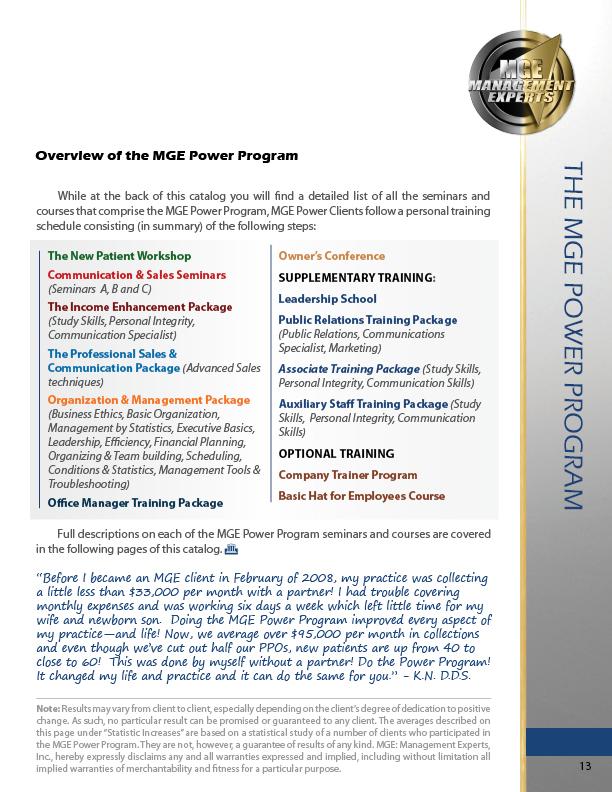 MGE
MANAGEMENT
EXPERTS
THE MGE POWER PROGRAM
Overview of the MGE Power Program
While at the back of this catalog you will find a detailed list of all the seminars and
courses that comprise the MGE Power Program, MGE Power Clients follow a personal training
schedule consisting (in summary) of the following steps:
The New Patient Workshop
Communication & Sales Seminars
(Seminars A, B and C)
The Income Enhancement Package
(Study Skills, Personal Integrity,
Communication Specialist)
The Professional Sales &
Communication Package (Advanced Sales
techniques)
Organization & Management Package
(Business Ethics, Basic Organization,
Management by Statistics, Executive Basics,
Leadership, Efficiency, Financial Planning,
Organizing & Team building, Scheduling,
Conditions & Statistics, Management Tools &
Troubleshooting)
Office Manager Training Package
Owner's Conference
SUPPLEMENTARY TRAINING:
Leadership School
Public Relations Training Package
(Public Relations, Communications
Specialist, Marketing)
Associate Training Package (Study Skills,
Personal Integrity, Communication Skills)
Auxiliary Staff Training Package (Study
Skills, Personal Integrity, Communication
Skills)
OPTIONAL TRAINING
Company Trainer Program
Basic Hat for Employees Course
Full descriptions on each of the MGE Power Program seminars and courses are covered
in the following pages of this catalog.
"Before I became an MGE client in February of 2008, my practice was collecting
a little less than $33,000 per month with a partner! I had trouble covering
monthly expenses and was working six days a week which left little time for my
wife and newborn son. Doing the MGE Power Program improved every aspect of
my practice—and life! Now, we average over $95,000 per month in collections
and even though we've cut out half our PPOs, new patients are up from 40 to
close to 60! This was done by myself without a partner! Do the Power Program!
It changed my life and practice and it can do the same for you." – K.N. D.D.S.
Note: Results may vary from client to client, especially depending on the client's degree of dedication to positive
change. As such, no particular result can be promised or guaranteed to any client. The averages described on
this page under "Statistic Increases" are based on a statistical study of a number of clients who participated in
the MGE Power Program. They are not, however, a guarantee of results of any kind. MGE: Management Experts,
Inc., hereby expressly disclaims any and all warranties expressed and implied, including without limitation all
implied warranties of merchantability and fitness for a particular purpose.
13